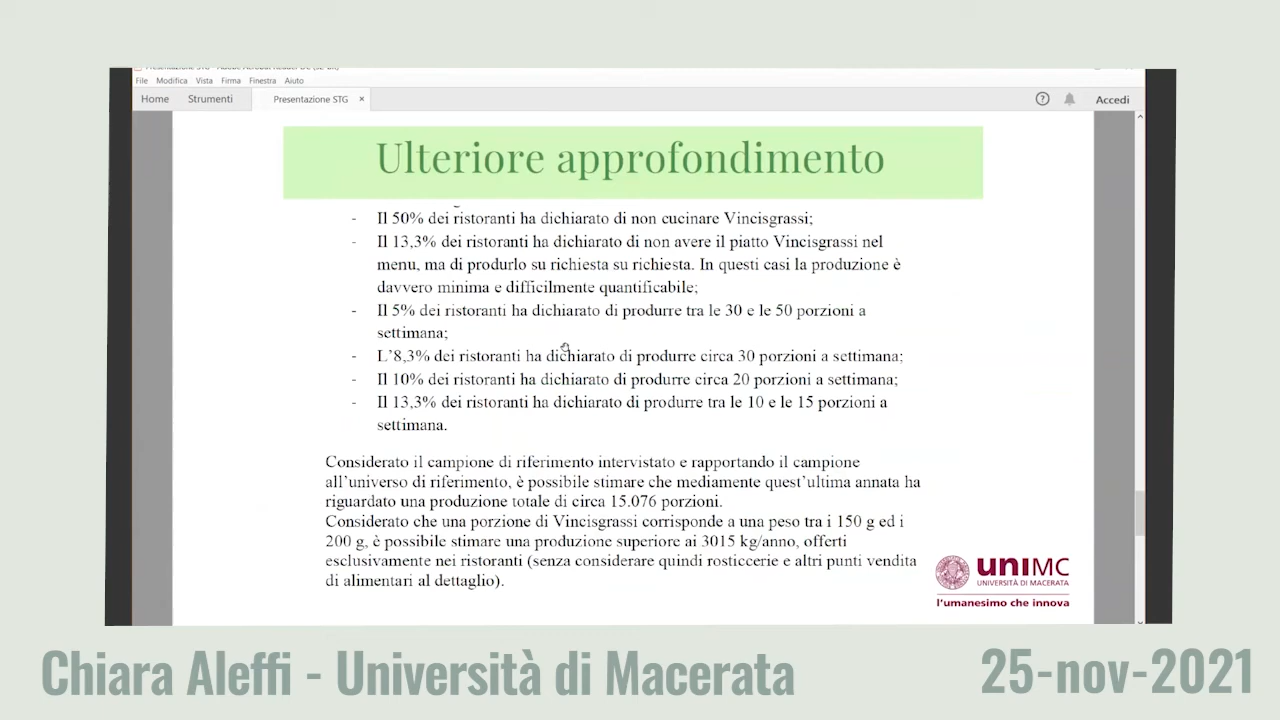 File Modifica Vista Firma Finestra Aiuto
Home Strumenti Presentazione STG × Accedi
Ulteriore approfondimento
- Il 50% dei ristoranti ha dichiarato di non cucinare Vincisgrassi;
- Il 13,3% dei ristoranti ha dichiarato di non avere il piatto Vincisgrassi nel
menu, ma di produrlo su richiesta su richiesta. In questi casi la produzione è
davvero minima e difficilmente quantificabile;
- Il 5% dei ristoranti ha dichiarato di produrre tra le 30 e le 50 porzioni a
settimana;
- L'8,3% dei ristoranti ha dichiarato di produrre circa 30 porzioni a settimana;
- Il 10% dei ristoranti ha dichiarato di produrre circa 20 porzioni a settimana;
- Il 13,3% dei ristoranti ha dichiarato di produrre tra le 10 e le 15 porzioni a
settimana.
Considerato il campione di riferimento intervistato e rapportando il campione
all'universo di riferimento, è possibile stimare che mediamente quest'ultima annata ha
riguardato una produzione totale di circa 15.076 porzioni.
Considerato che una porzione di Vincisgrassi corrisponde a una peso tra i 150 g ed i
200 g, è possibile stimare una produzione superiore ai 3015 kg/anno, offerti
esclusivamente nei ristoranti (senza considerare quindi rosticcerie e altri punti vendita
di alimentari al dettaglio).
unIMC
UNIVERSITÀ DI MACERATA
l'umanesimo che innova
Chiara Aleffi - Università di Macerata
25-nov-2021